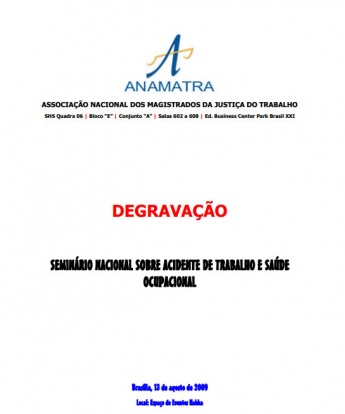 ANAMATRA
ASSOCIAÇÃO NACIONAL DOS MAGISTRADOS DA JUSTIÇA DO TRABALHO
SHS Quadra 06 | Bloco "E" | Conjunto "A" | Salas 602 a 608 | Ed. Business Center Park Brasil XXI
DEGRAVAÇÃO
SEMINÁRIO NACIONAL SOBRE ACIDENTE DE TRABALHO E SAÚDE
OCUPACIONAL
Brasília, 13 de agosto de 2009
Local: Espaço de Eventos Niobho